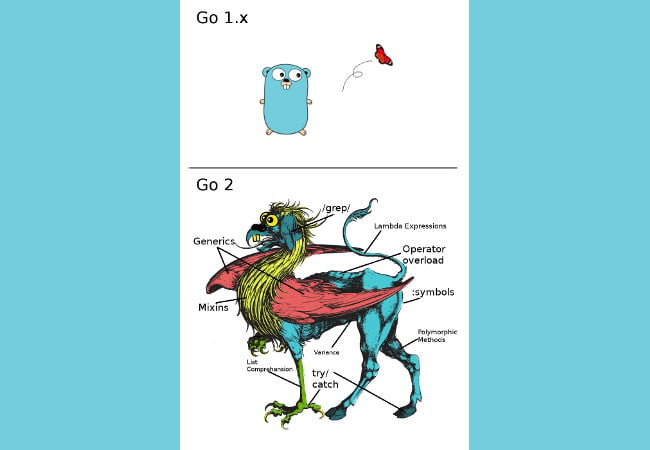 Go 1.x
Go 2
/grep/
Lambda Expressions
Generics
Operator
overload
:symbols
Mixins
Polymorphic
Methods
Variance
List
Comprehension
try/
catch